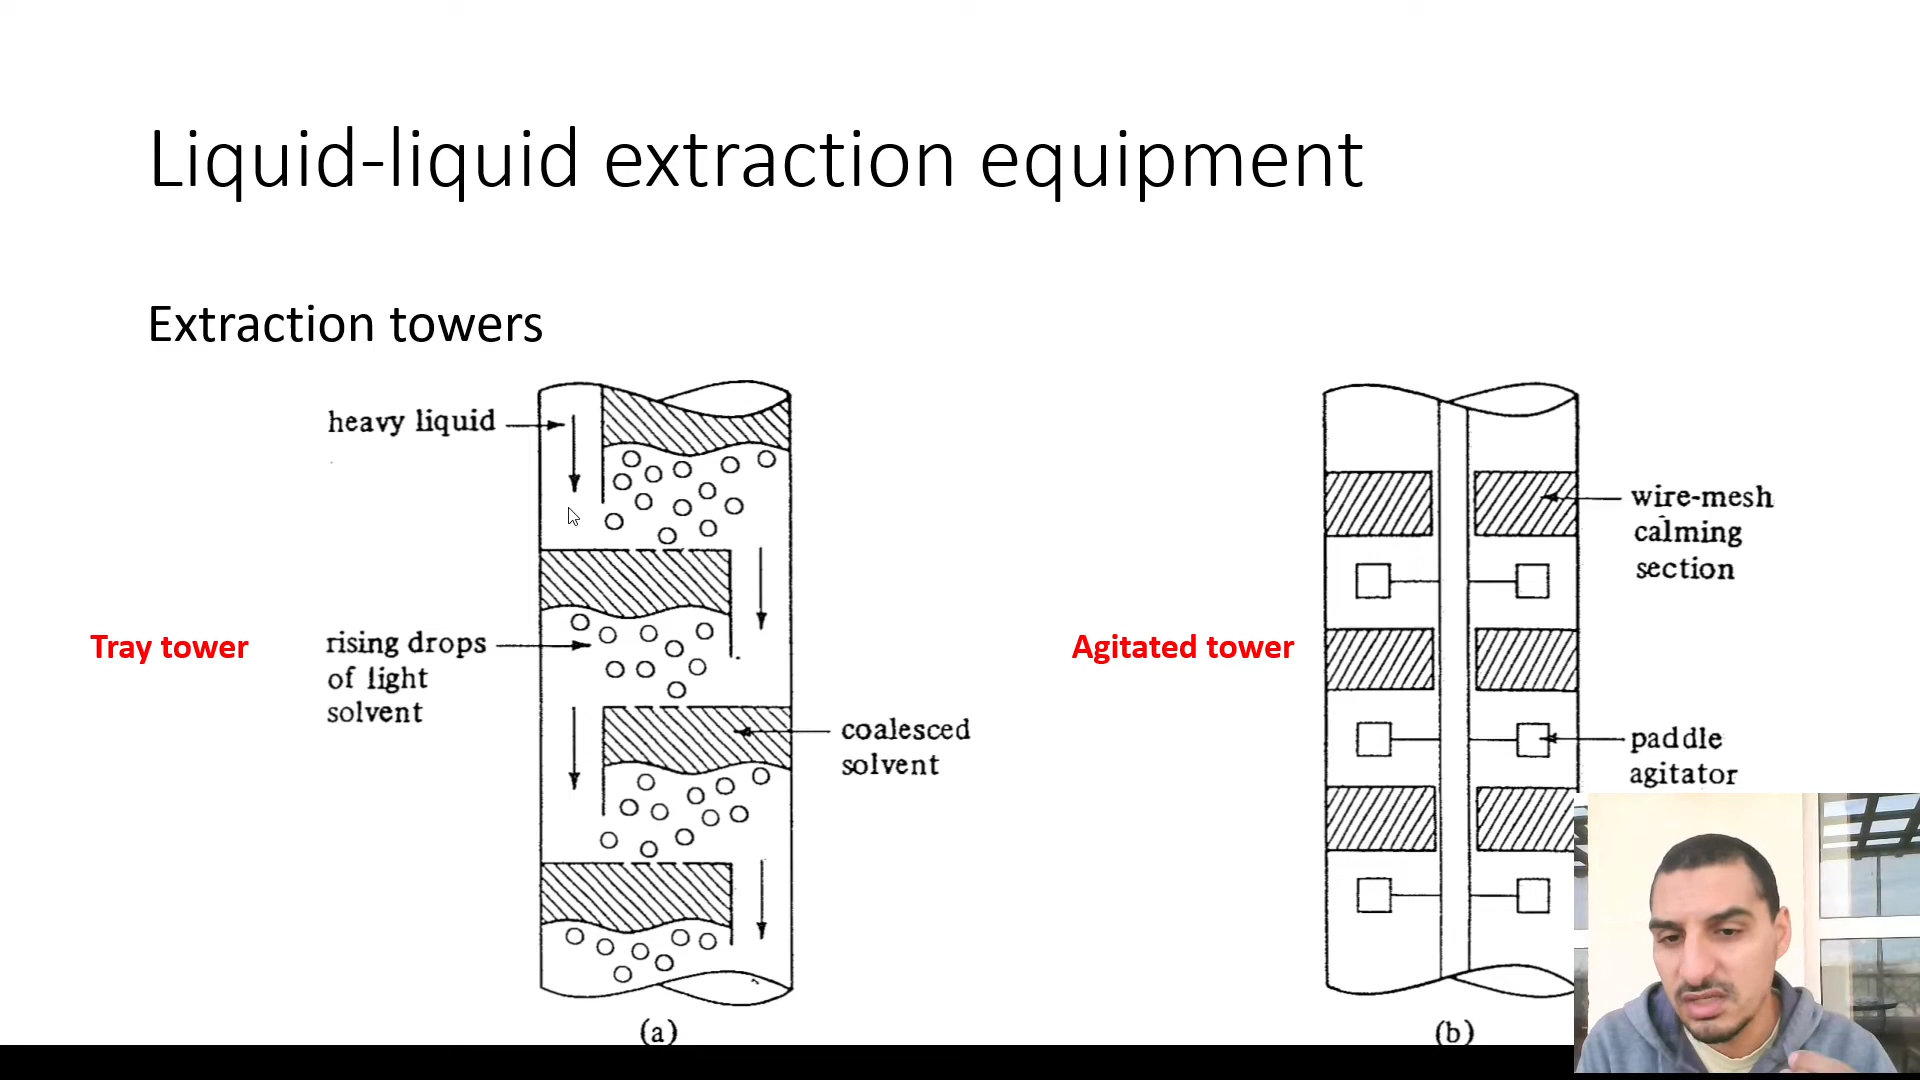 Liquid-liquid extraction equipment
Extraction towers
heavy liquid
rising drops
of light
solvent
Tray tower
coalesced
solvent
(a)
Agitated tower
wire-mesh
calming
section
paddle
agitator
(b)